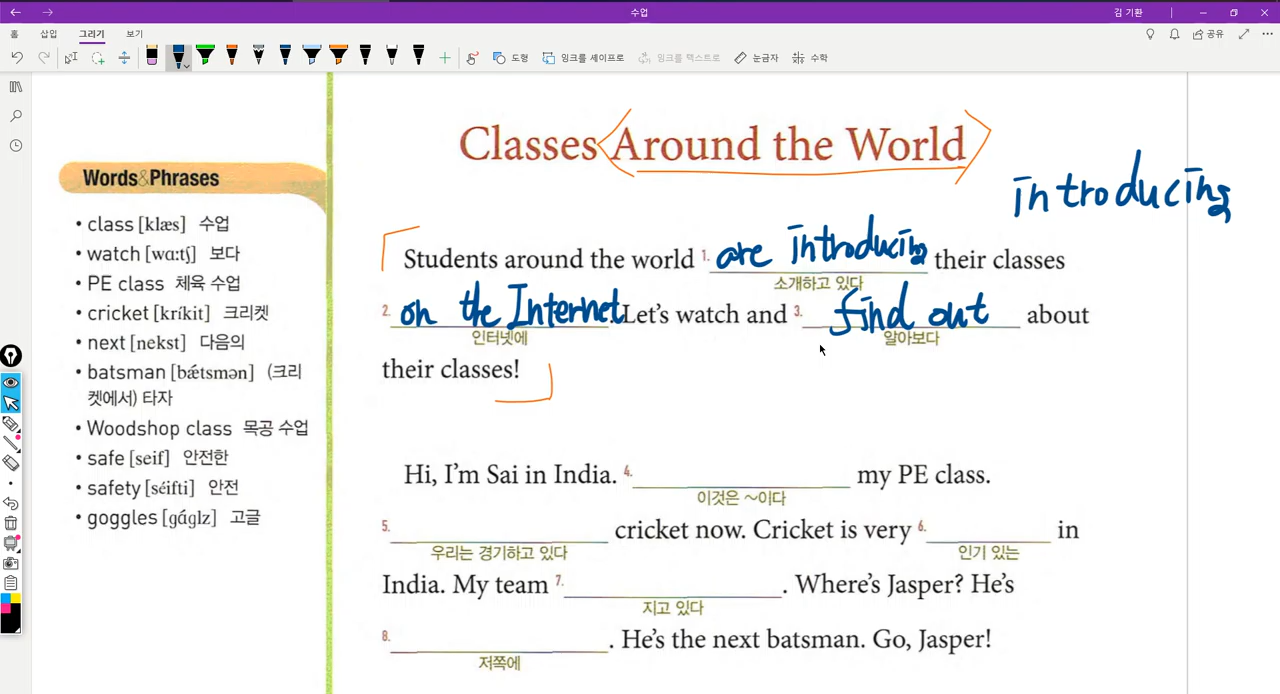 수업
김 기환
홈 삽입 그리기 보기
공유
도형 잉크를 셰이프로 잉크를 텍스트로 눈금자 수학
Classes Around the World
introducing
Words&Phrases
• class [klæs] 수업
• watch [wɑːtʃ] 보다
• PE class 체육 수업
• cricket [kríkit] 크리켓
• next [nekst] 다음의
• batsman [bǽtsmən] (크리
켓에서) 타자
• Woodshop class 목공 수업
• safe [seif] 안전한
• safety [séifti] 안전
• goggles [gɑ́glz] 고글
Students around the world 1. are introducing their classes
소개하고 있다
2. on the Internet. Let's watch and 3. find out about
인터넷에 알아보다
their classes!
Hi, I'm Sai in India. 4. my PE class.
이것은 ~이다
5. cricket now. Cricket is very 6. in
우리는 경기하고 있다 인기 있는
India. My team 7. . Where's Jasper? He's
지고 있다
8. . He's the next batsman. Go, Jasper!
저쪽에